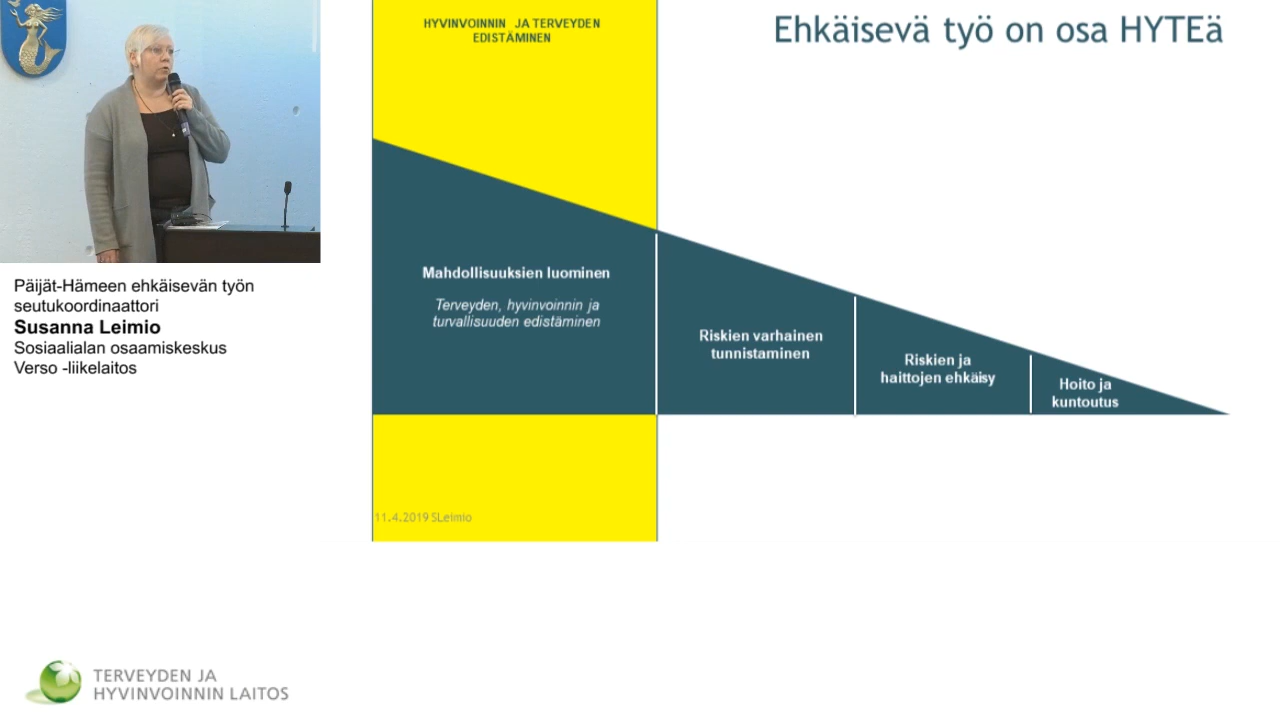 Päijät-Hämeen ehkäisevän työn
seutukoordinaattori
Susanna Leimio
Sosiaalialan osaamiskeskus
Verso -liikelaitos
Ehkäisevä työ on osa HYTEä
HYVINVOINNIN JA TERVEYDEN
EDISTÄMINEN
Mahdollisuuksien luominen
Terveyden, hyvinvoinnin ja
turvallisuuden edistäminen
Riskien varhainen
tunnistaminen
Riskien ja
haittojen ehkäisy
Hoito ja
kuntoutus
11.4.2019 SLeimio
TERVEYDEN JA
HYVINVOINNIN LAITOS